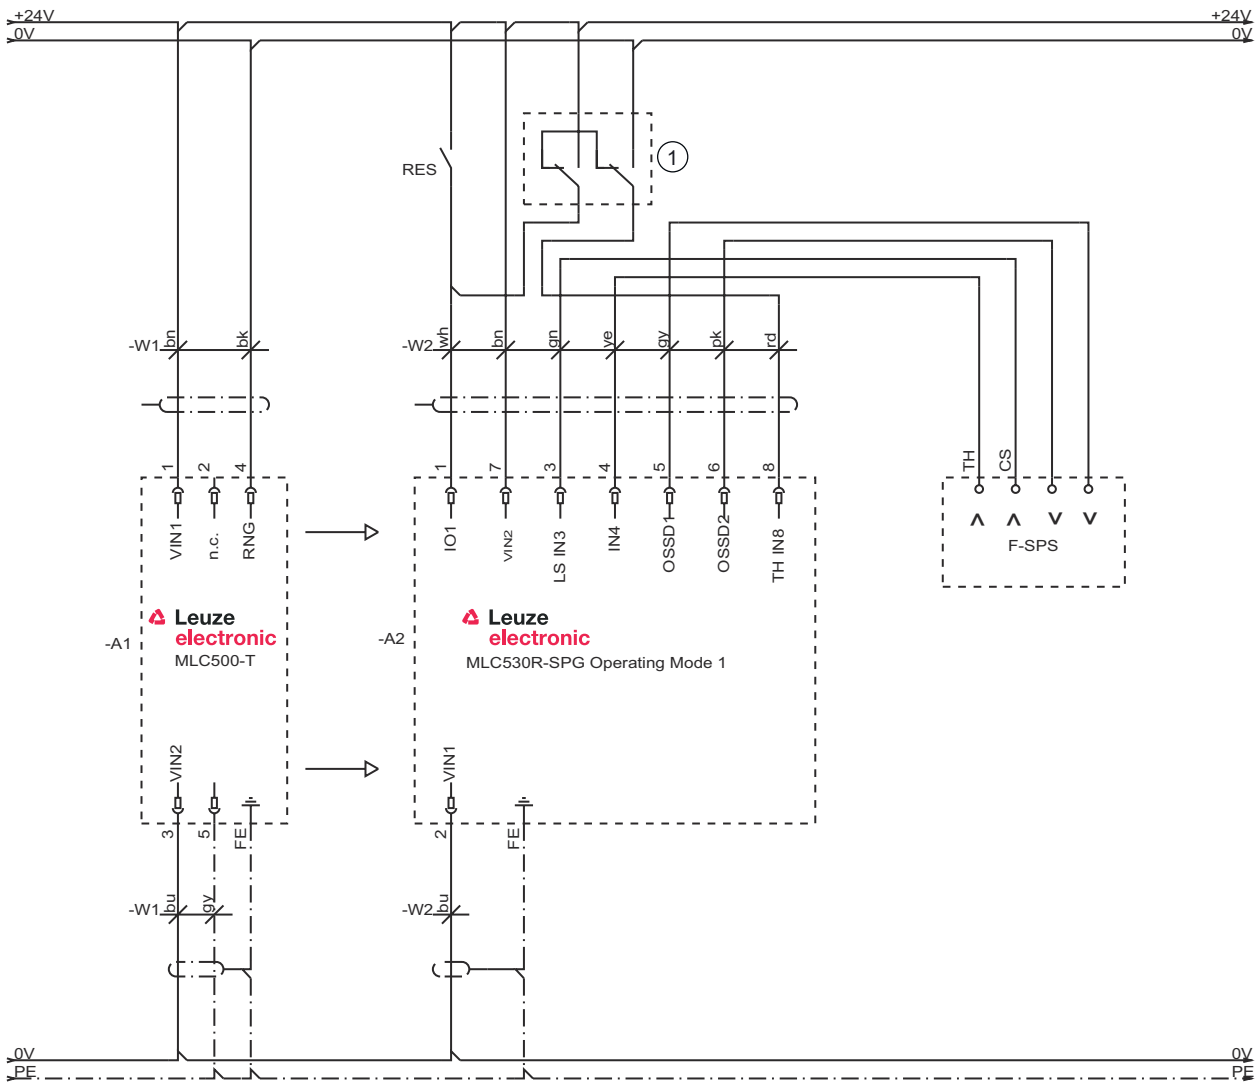 +24V
+24V
0V
0V
RES
1
-W1
bn
bk
-W2
wh
bn
gn
ye
gy
pk
rd
1
2
4
1
7
3
4
5
6
8
TH
CS
VIN1
n.c.
RNG
IO1
VIN2
LS IN3
IN4
OSSD1
OSSD2
TH IN8
F-SPS
-A1
Leuze
electronic
MLC500-T
-A2
Leuze
electronic
MLC530R-SPG Operating Mode 1
VIN2
VIN1
3
5
FE
2
FE
-W1
bu
gy
-W2
bu
0V
0V
PE
PE